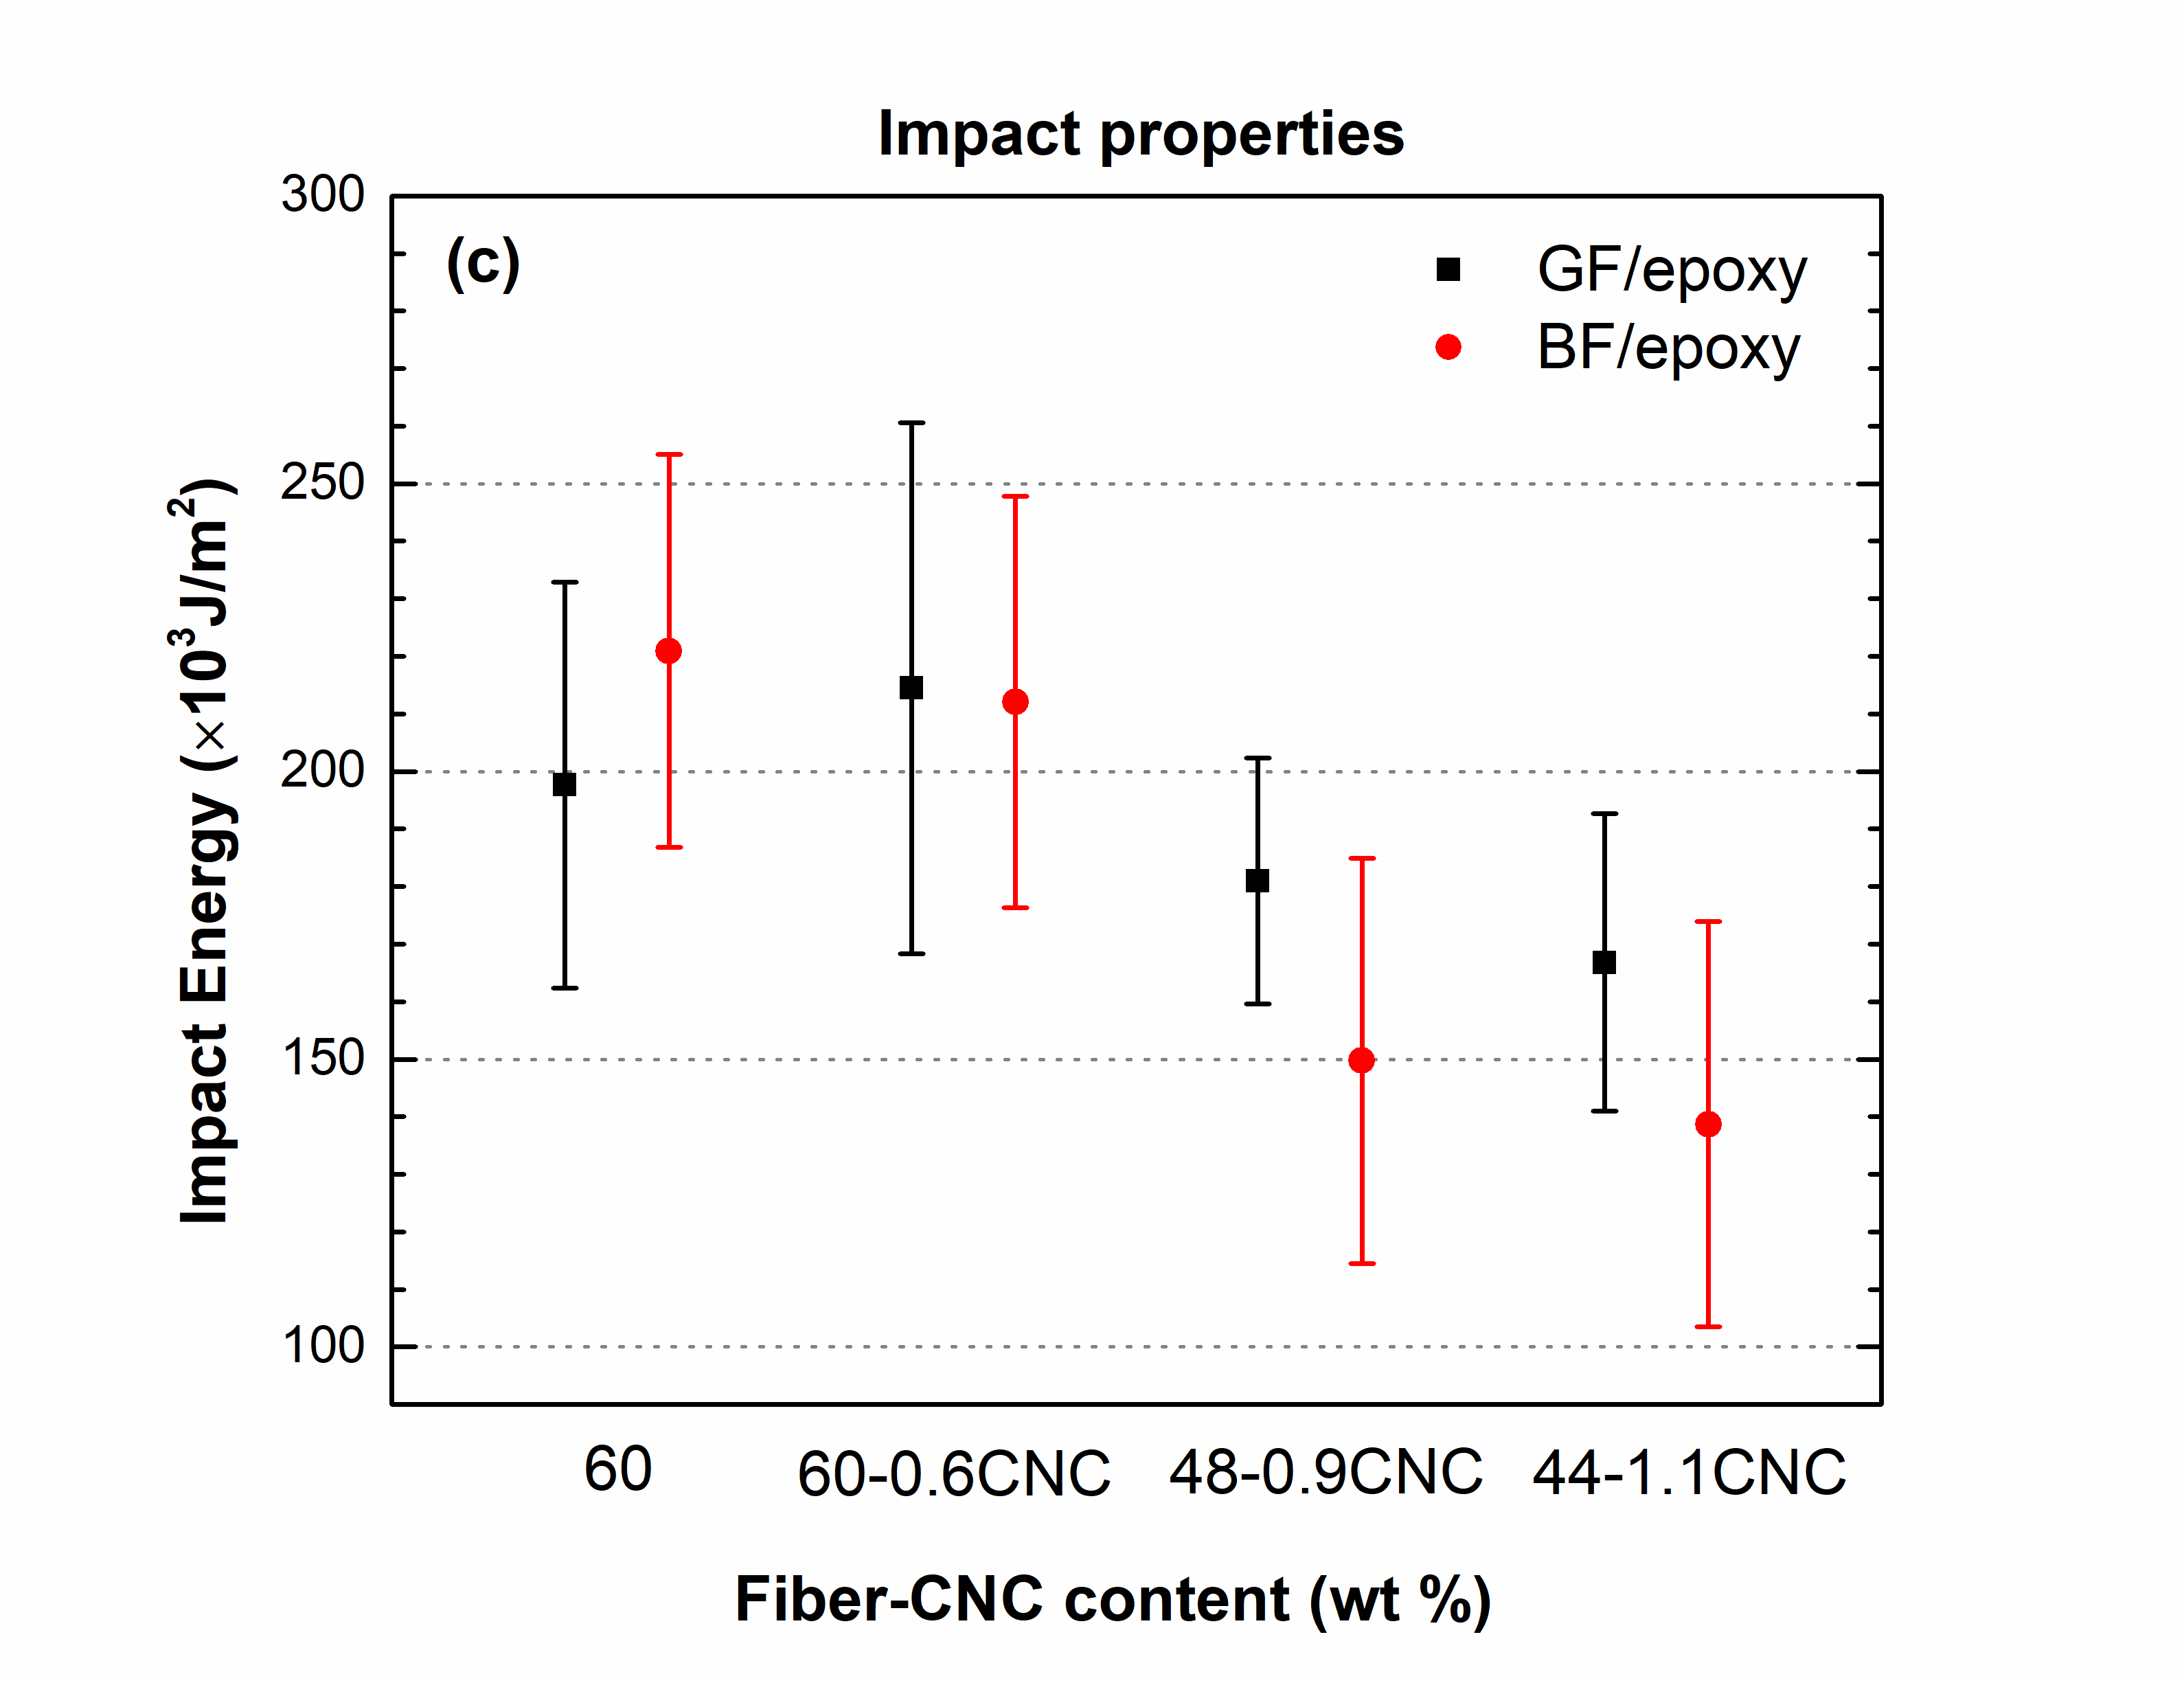 Impact properties
(c)
GF/epoxy
BF/epoxy
Impact Energy (×10³ J/m²)
300
250
200
150
100
60
60-0.6CNC
48-0.9CNC
44-1.1CNC
Fiber-CNC content (wt %)